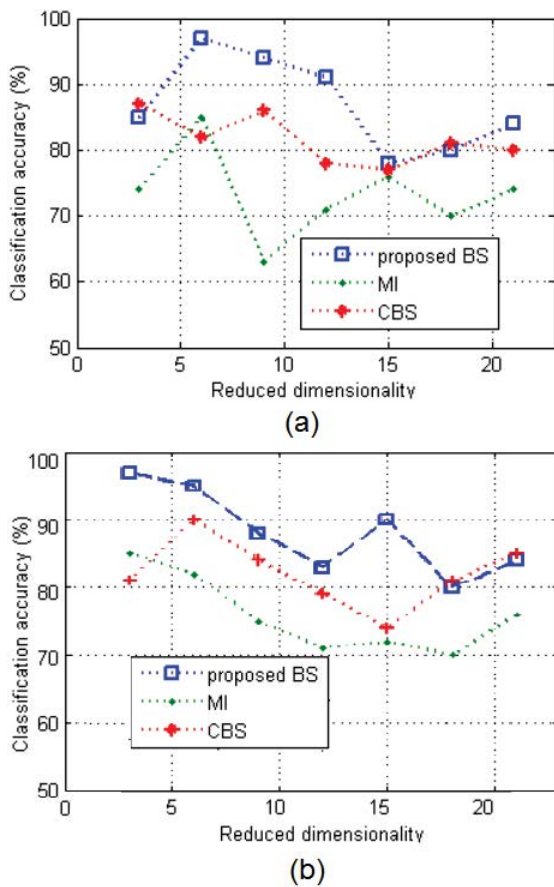 100
90
80
70
60
50
Classification accuracy (%)
proposed BS
MI
CBS
0 5 10 15 20
Reduced dimensionality
(a)
100
90
80
70
60
50
Classification accuracy (%)
proposed BS
MI
CBS
0 5 10 15 20
Reduced dimensionality
(b)